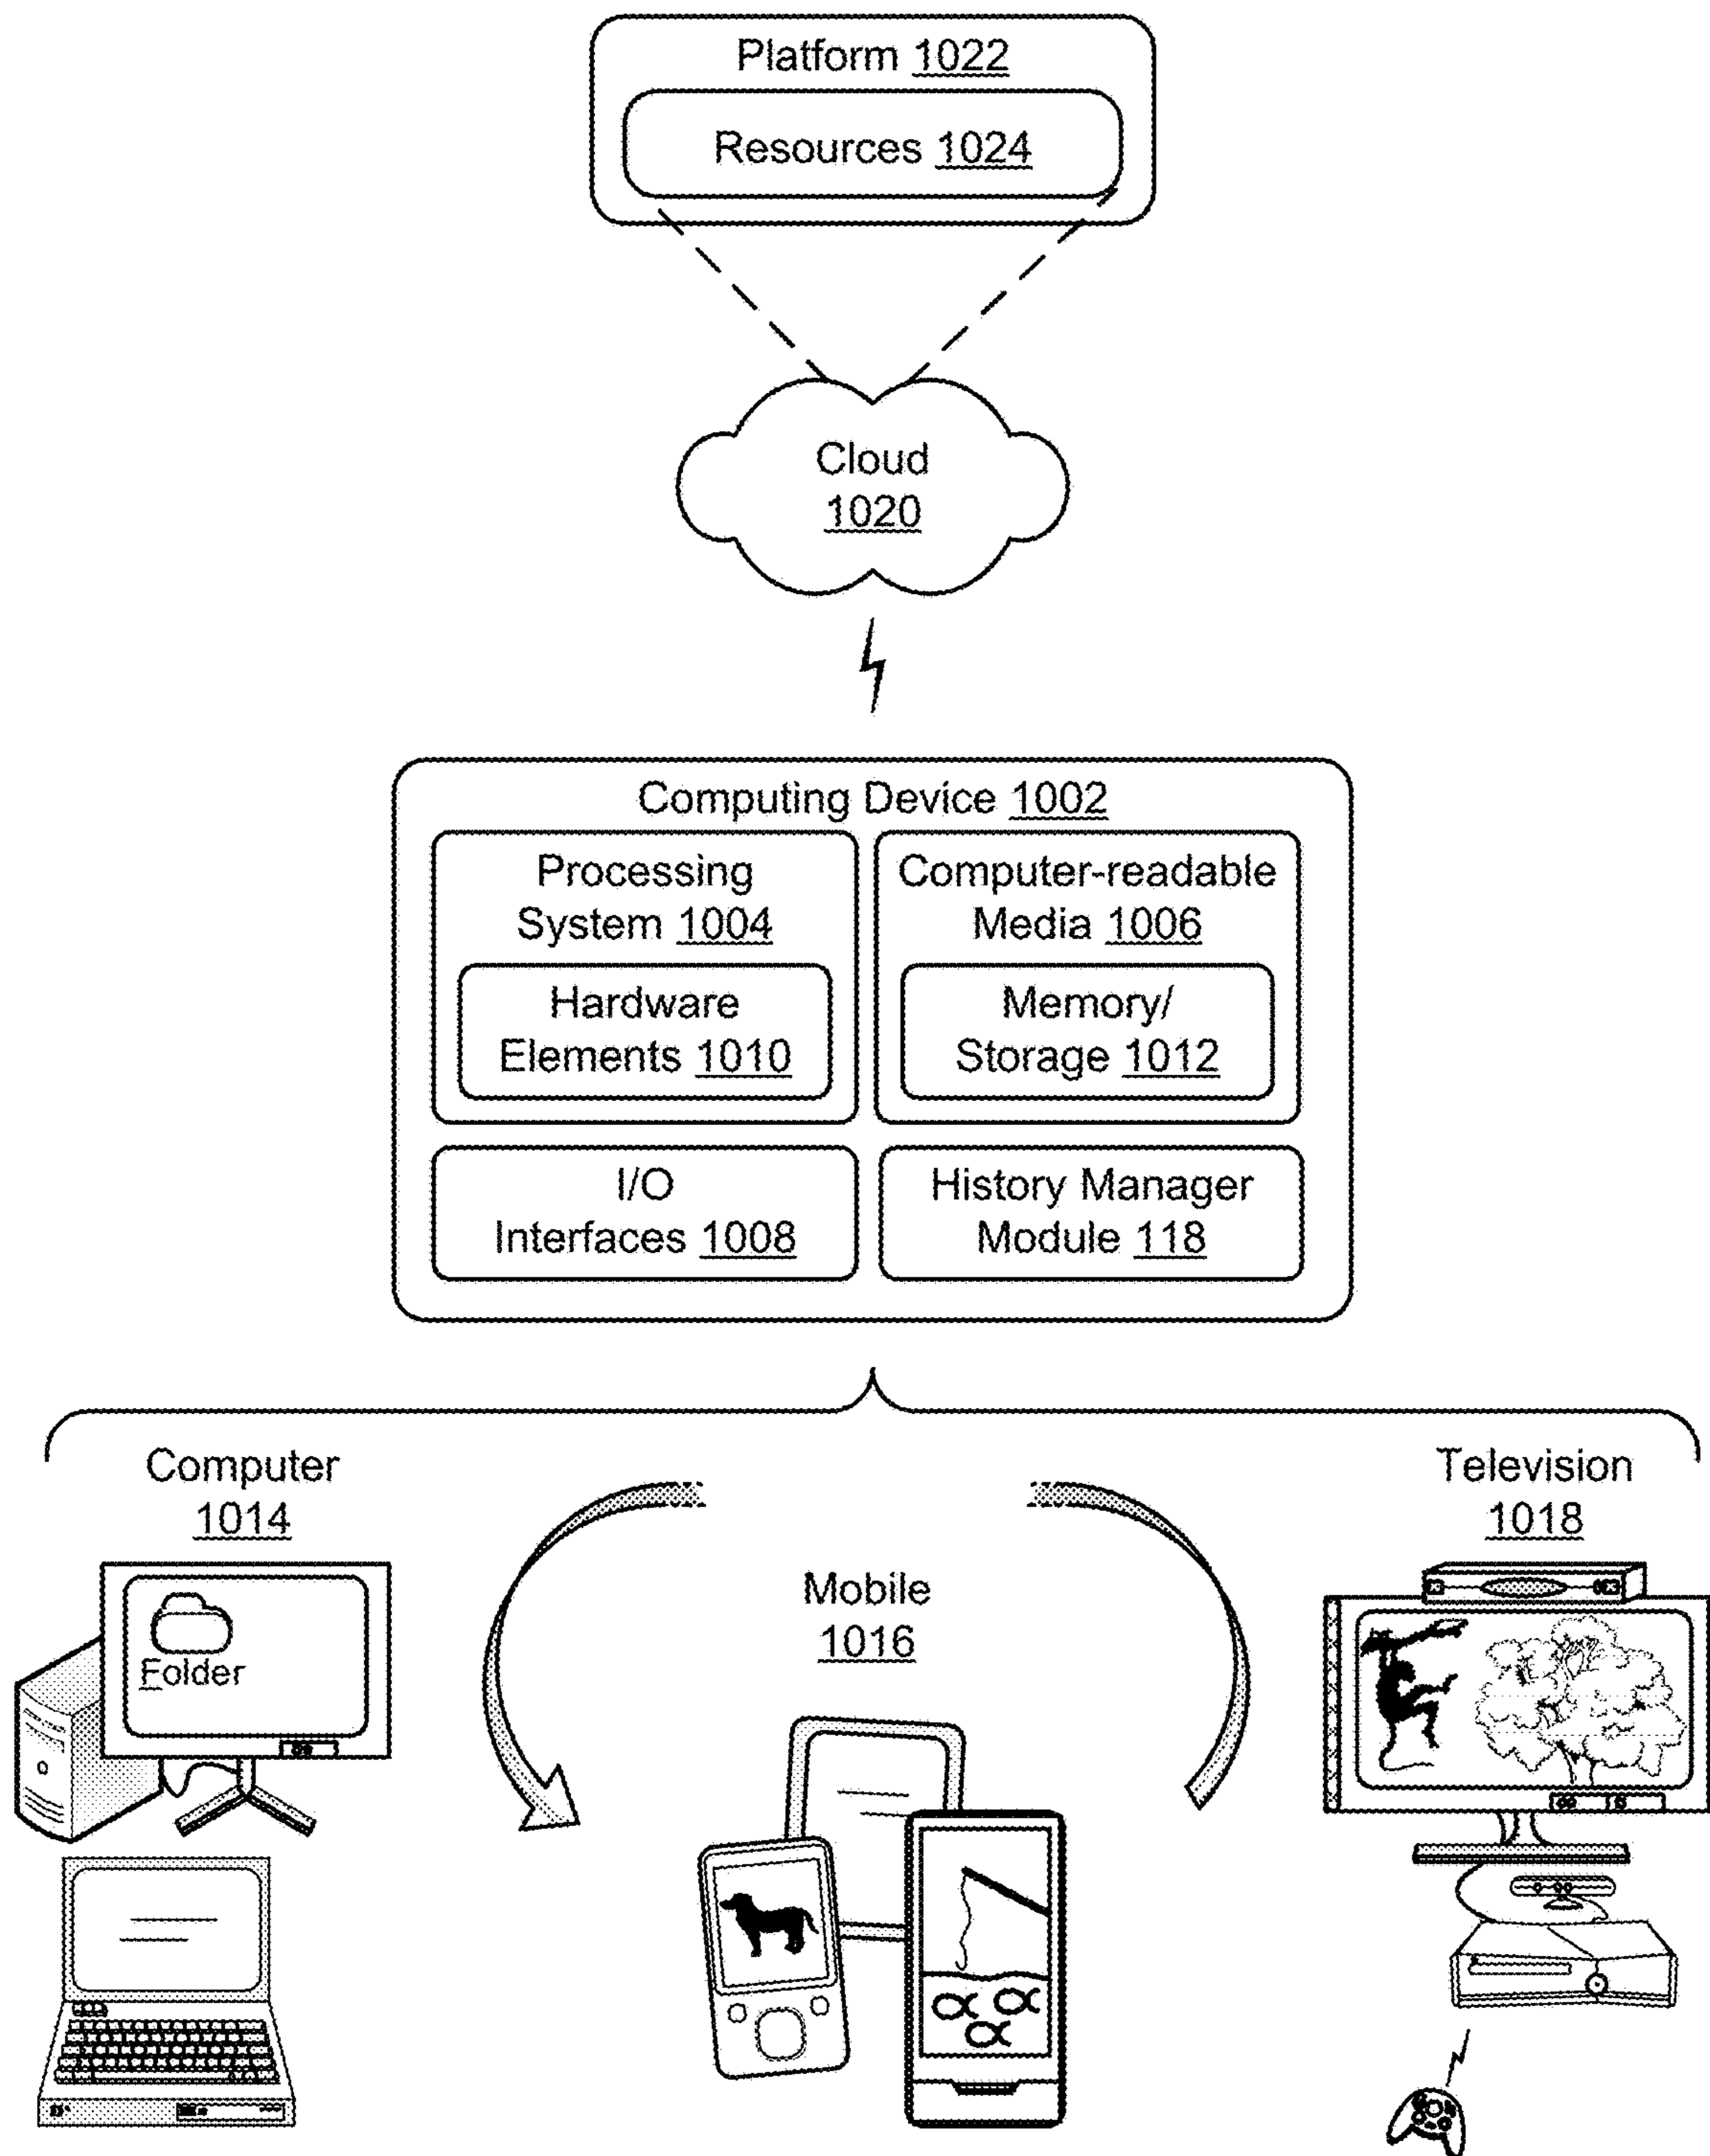 Platform 1022
Resources 1024
Cloud
1020
Computing Device 1002
Processing
System 1004
Computer-readable
Media 1006
Hardware
Elements 1010
Memory/
Storage 1012
I/O
Interfaces 1008
History Manager
Module 118
Computer
1014
Television
1018
Mobile
1016
Folder